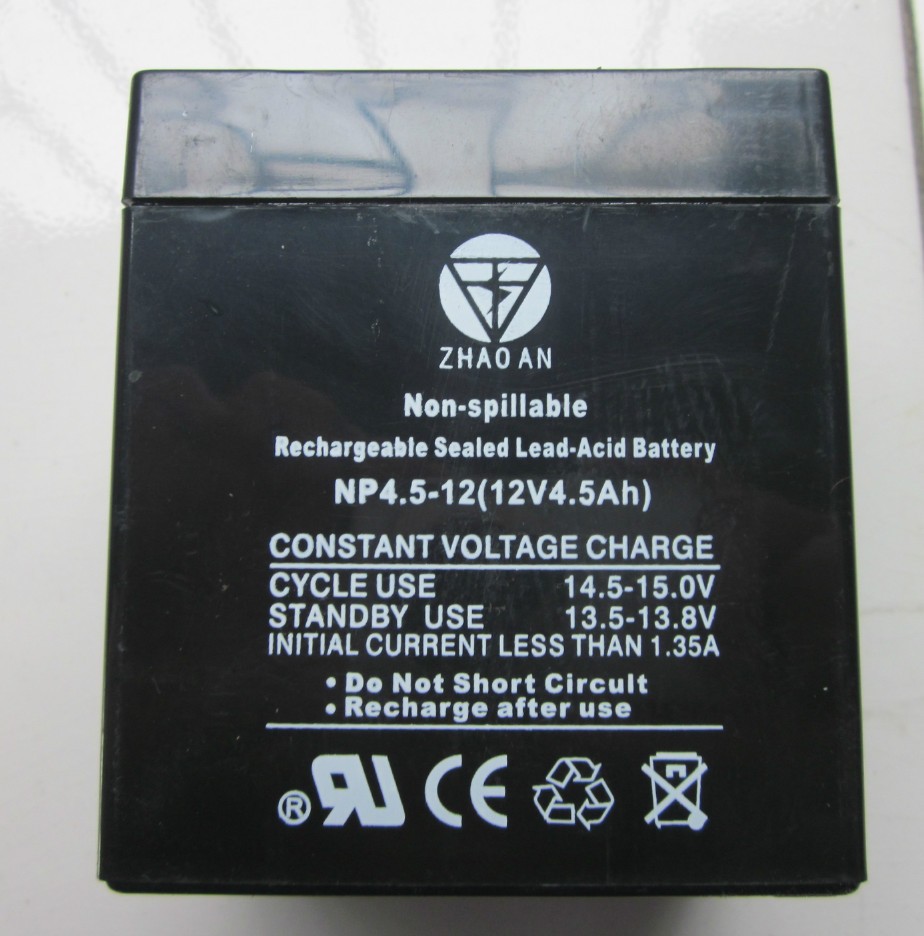 ZHAO AN
Non-spillable
Rechargeable Sealed Lead-Acid Battery
NP4.5-12(12V4.5Ah)
CONSTANT VOLTAGE CHARGE
CYCLE USE 14.5-15.0V
STANDBY USE 13.5-13.8V
INITIAL CURRENT LESS THAN 1.35A
• Do Not Short Circuit
• Recharge after use
® RU CE